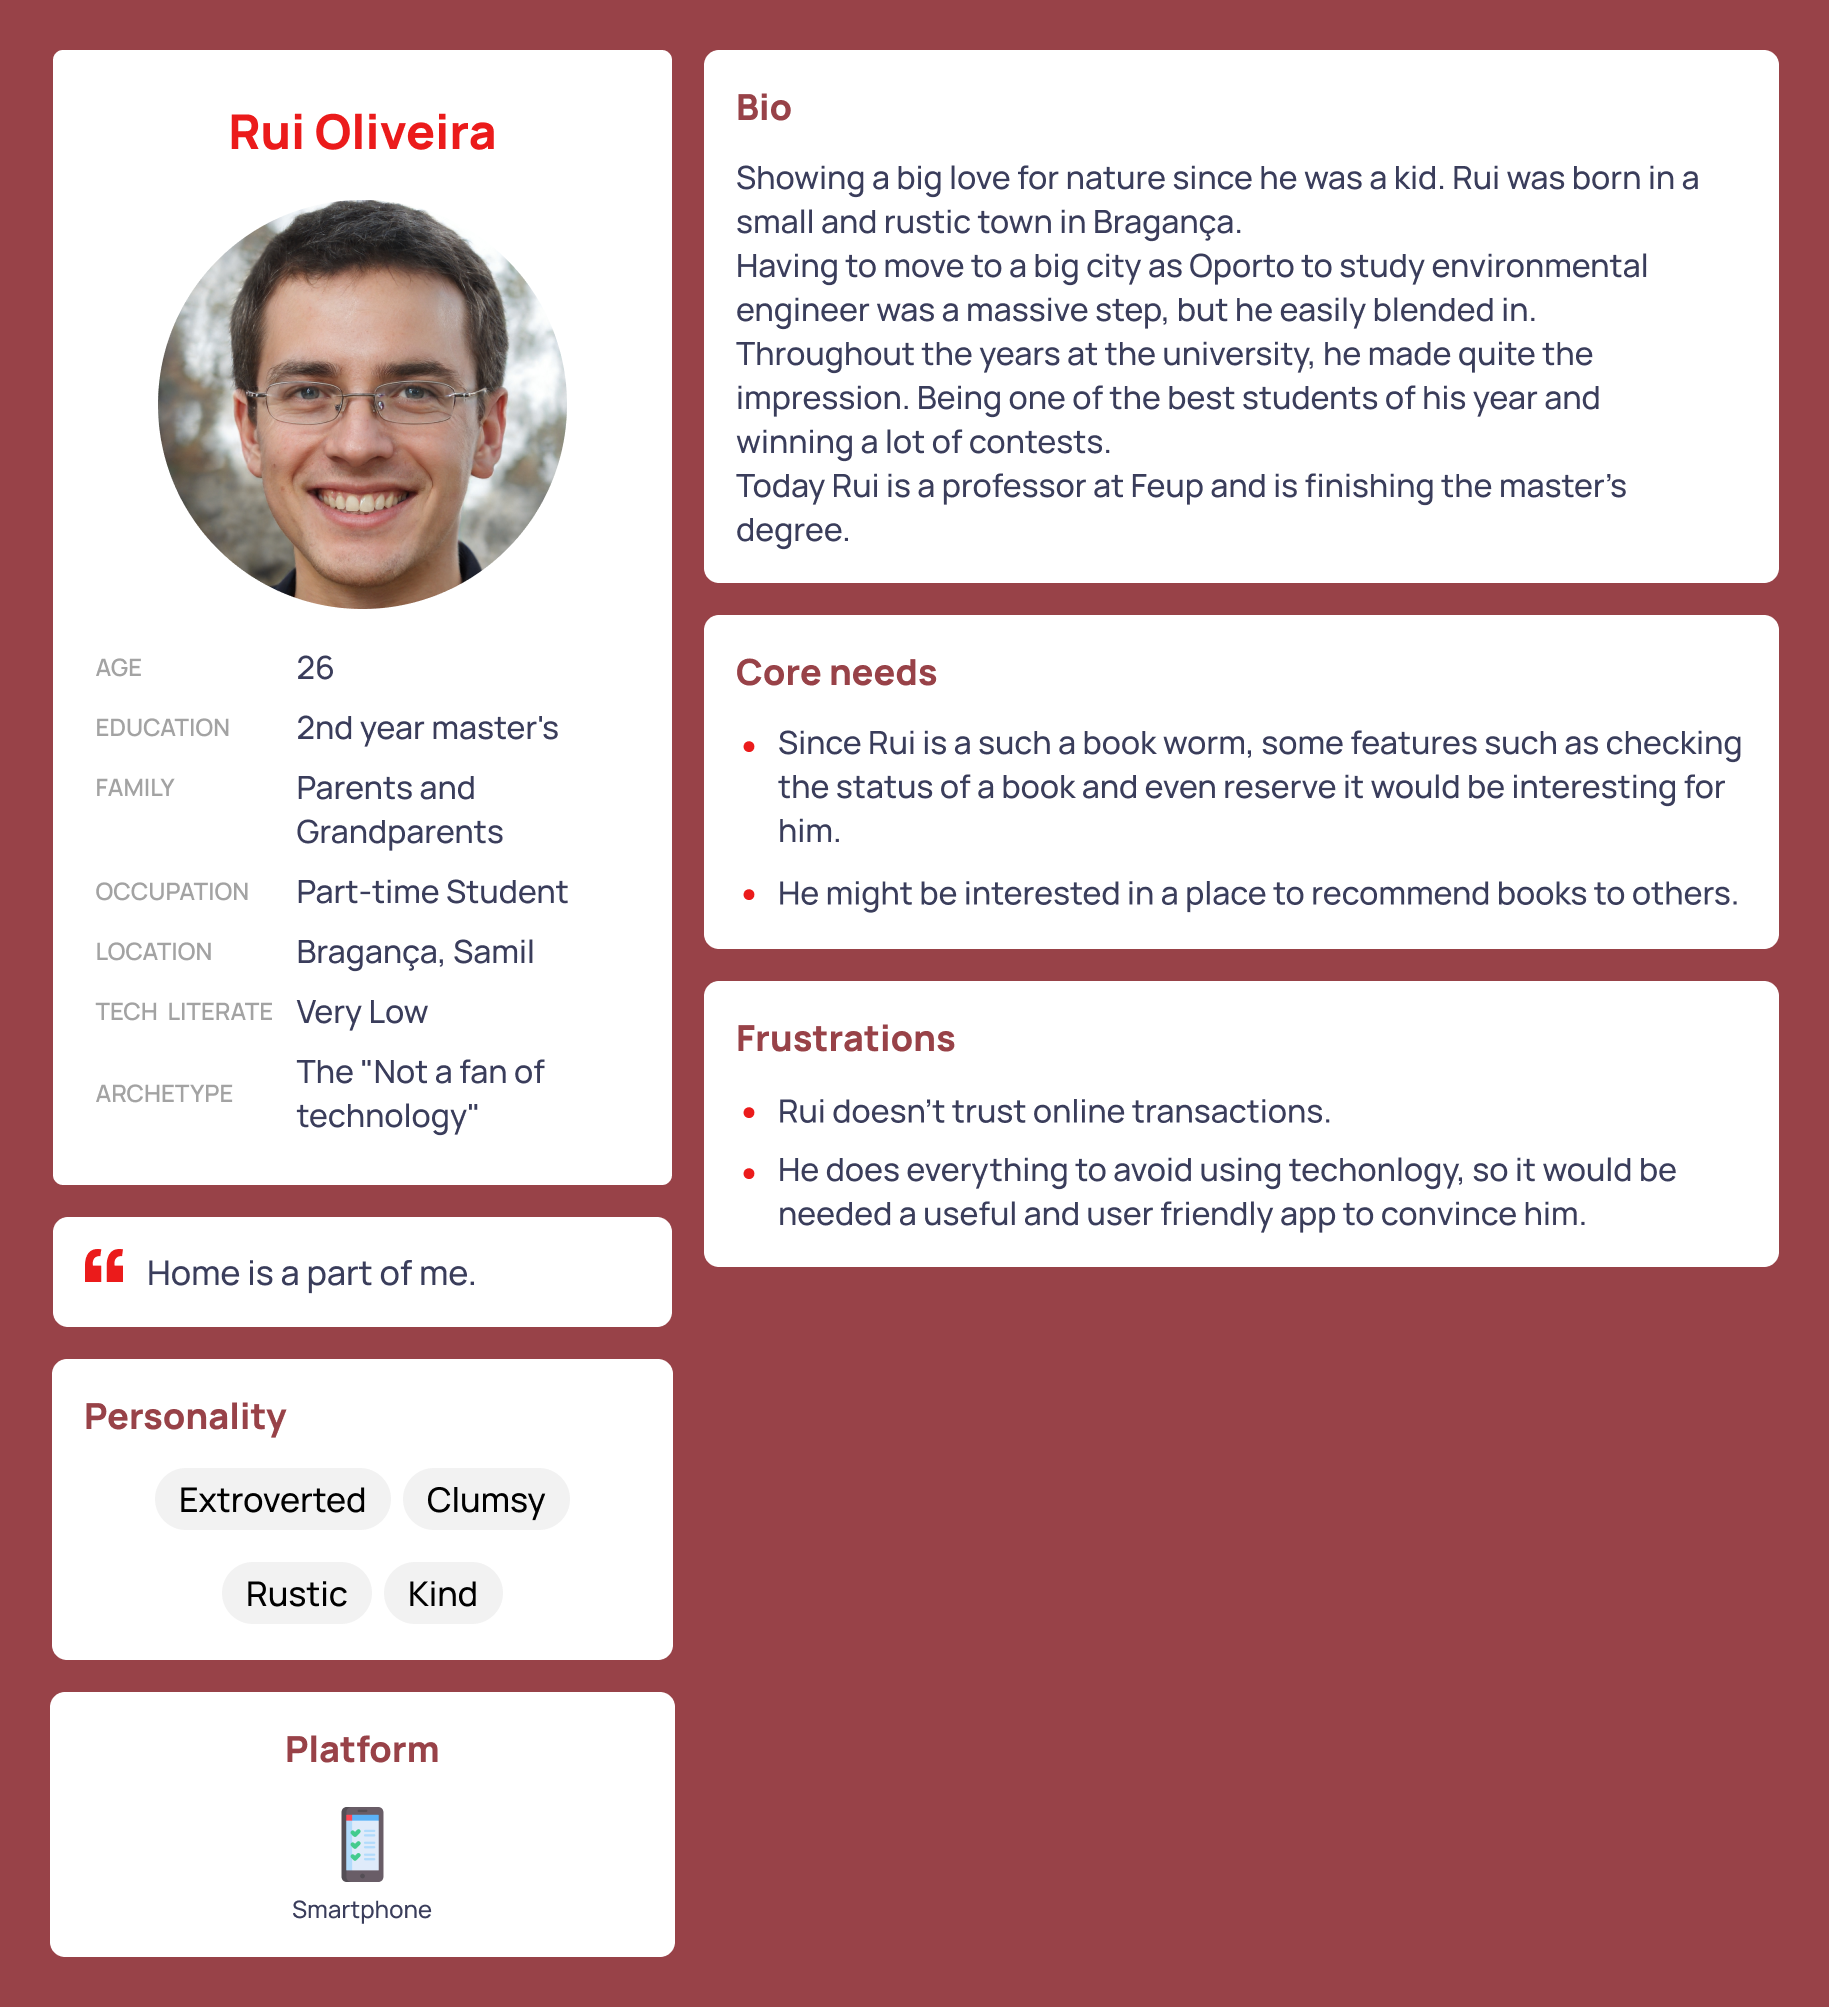 Rui Oliveira
AGE 26
EDUCATION 2nd year master's
FAMILY Parents and
Grandparents
OCCUPATION Part-time Student
LOCATION Bragança, Samil
TECH LITERATE Very Low
ARCHETYPE The "Not a fan of
technology"
“ Home is a part of me.
Personality
Extroverted Clumsy
Rustic Kind
Platform
Smartphone
Bio
Showing a big love for nature since he was a kid. Rui was born in a
small and rustic town in Bragança.
Having to move to a big city as Oporto to study environmental
engineer was a massive step, but he easily blended in.
Throughout the years at the university, he made quite the
impression. Being one of the best students of his year and
winning a lot of contests.
Today Rui is a professor at Feup and is finishing the master’s
degree.
Core needs
• Since Rui is a such a book worm, some features such as checking
the status of a book and even reserve it would be interesting for
him.
• He might be interested in a place to recommend books to others.
Frustrations
• Rui doesn’t trust online transactions.
• He does everything to avoid using techonlogy, so it would be
needed a useful and user friendly app to convince him.